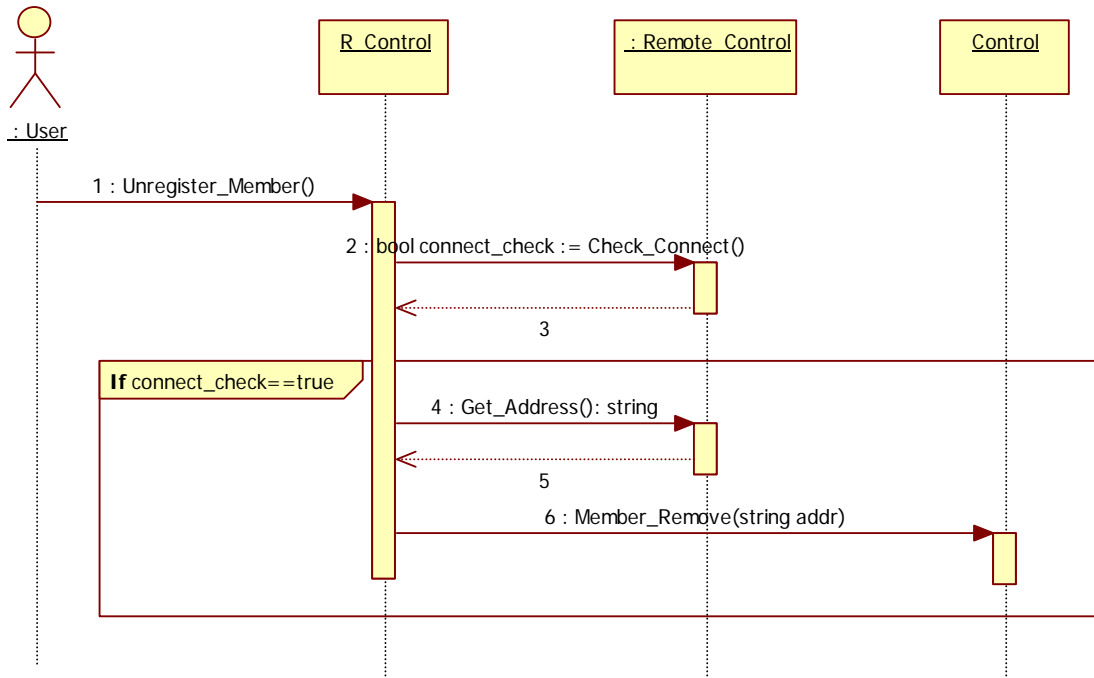 R_Control
: Remote_Control
Control
: User
1 : Unregister_Member()
2 : bool connect_check := Check_Connect()
3
If connect_check==true
4 : Get_Address(): string
5
6 : Member_Remove(string addr)